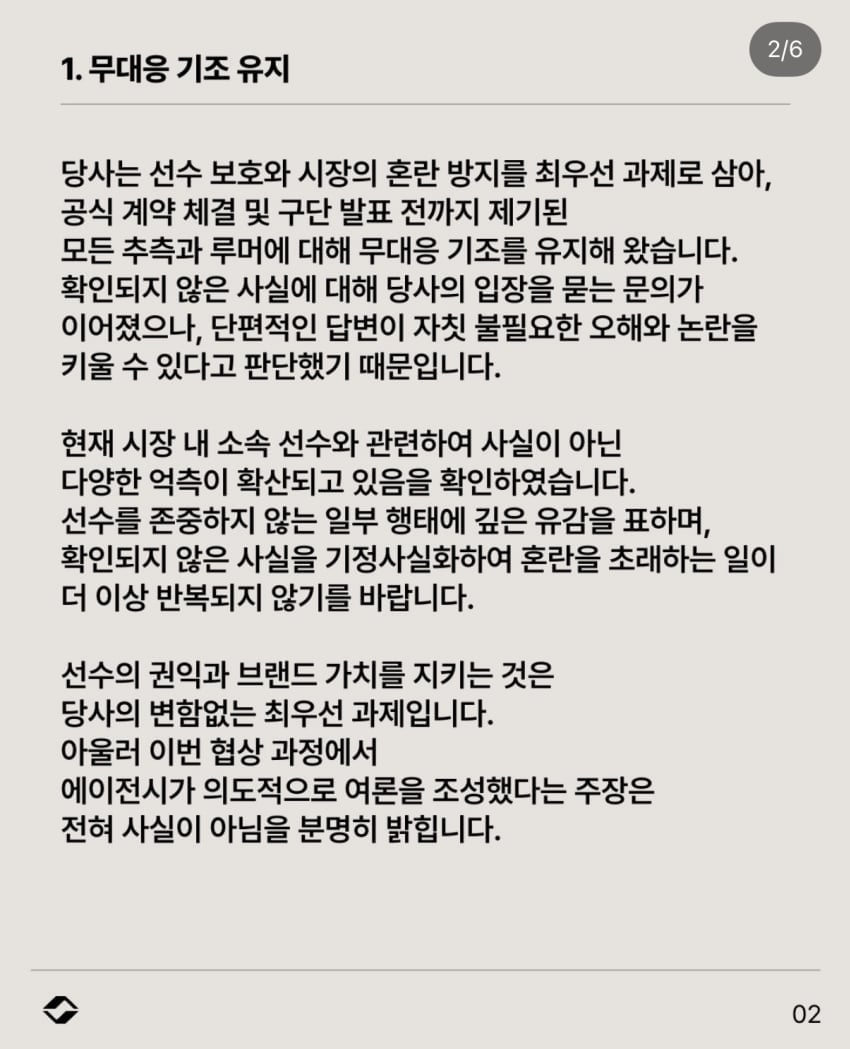 2/6
1. 무대응 기조 유지
당사는 선수 보호와 시장의 혼란 방지를 최우선 과제로 삼아,
공식 계약 체결 및 구단 발표 전까지 제기된
모든 추측과 루머에 대해 무대응 기조를 유지해 왔습니다.
확인되지 않은 사실에 대해 당사의 입장을 묻는 문의가
이어졌으나, 단편적인 답변이 자칫 불필요한 오해와 논란을
키울 수 있다고 판단했기 때문입니다.
현재 시장 내 소속 선수와 관련하여 사실이 아닌
다양한 억측이 확산되고 있음을 확인하였습니다.
선수를 존중하지 않는 일부 행태에 깊은 유감을 표하며,
확인되지 않은 사실을 기정사실화하여 혼란을 초래하는 일이
더 이상 반복되지 않기를 바랍니다.
선수의 권익과 브랜드 가치를 지키는 것은
당사의 변함없는 최우선 과제입니다.
아울러 이번 협상 과정에서
에이전시가 의도적으로 여론을 조성했다는 주장은
전혀 사실이 아님을 분명히 밝힙니다.
02